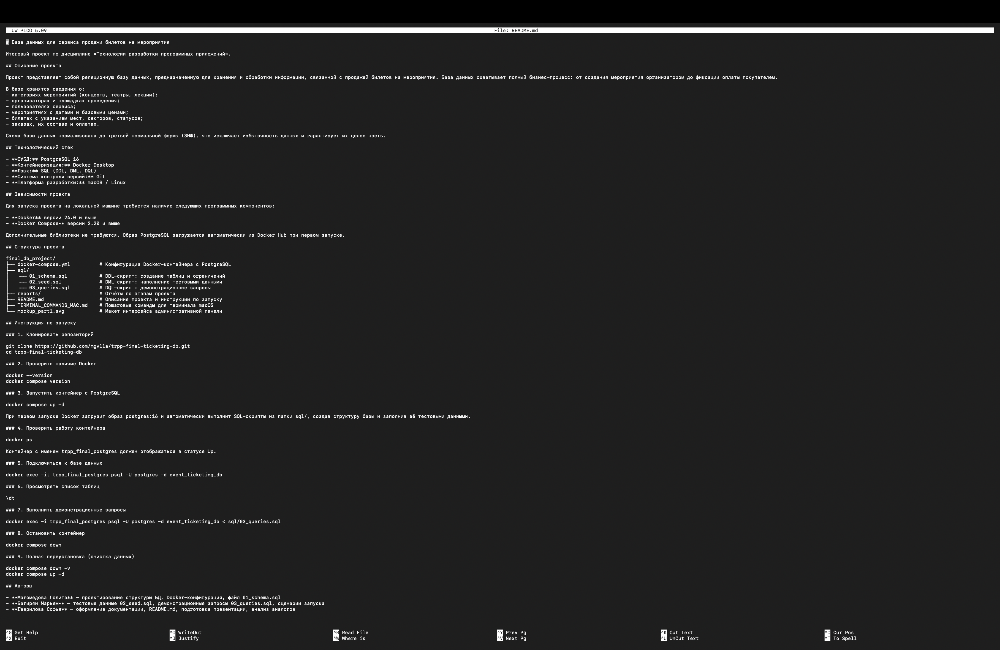 UW PICO 5.09 File: README.md
# База данных для сервиса продажи билетов на мероприятия
Итоговый проект по дисциплине «Технологии разработки программных приложений».
## Описание проекта
Проект представляет собой реляционную базу данных, предназначенную для хранения и обработки информации, связанной с продажей билетов на мероприятия. База данных охватывает полный бизнес-процесс: от создания мероприятия организатором до фиксации оплаты покупателем.
В базе хранятся сведения о:
- категориях мероприятий (концерты, театры, лекции);
- организаторах и площадках проведения;
- пользователях сервиса;
- мероприятиях с датами и базовыми ценами;
- билетах с указанием мест, секторов, статусов;
- заказах, их составе и оплатах.
Схема базы данных нормализована до третьей нормальной формы (3НФ), что исключает избыточность данных и гарантирует их целостность.
## Технологический стек
- **СУБД:** PostgreSQL 16
- **Контейнеризация:** Docker Desktop
- **Язык:** SQL (DDL, DML, DQL)
- **Система контроля версий:** Git
- **Платформа разработки:** macOS / Linux
## Зависимости проекта
Для запуска проекта на локальной машине требуется наличие следующих программных компонентов:
- **Docker** версии 24.0 и выше
- **Docker Compose** версии 2.20 и выше
Дополнительные библиотеки не требуются. Образ PostgreSQL загружается автоматически из Docker Hub при первом запуске.
## Структура проекта
final_db_project/
├── docker-compose.yml          # Конфигурация Docker-контейнера с PostgreSQL
├── sql/
│   ├── 01_schema.sql           # DDL-скрипт: создание таблиц и ограничений
│   ├── 02_seed.sql             # DML-скрипт: наполнение тестовыми данными
│   └── 03_queries.sql          # DQL-скрипт: демонстрационные запросы
├── reports/                    # Отчёты по этапам проекта
├── README.md                   # Описание проекта и инструкции по запуску
├── TERMINAL_COMMANDS_MAC.md    # Пошаговые команды для терминала macOS
└── mockup_part1.svg            # Макет интерфейса административной панели
## Инструкция по запуску
### 1. Клонировать репозиторий
git clone https://github.com/mgvlla/trpp-final-ticketing-db.git
cd trpp-final-ticketing-db
### 2. Проверить наличие Docker
docker --version
docker compose version
### 3. Запустить контейнер с PostgreSQL
docker compose up -d
При первом запуске Docker загрузит образ postgres:16 и автоматически выполнит SQL-скрипты из папки sql/, создав структуру базы и заполнив её тестовыми данными.
### 4. Проверить работу контейнера
docker ps
Контейнер с именем trpp_final_postgres должен отображаться в статусе Up.
### 5. Подключиться к базе данных
docker exec -it trpp_final_postgres psql -U postgres -d event_ticketing_db
### 6. Просмотреть список таблиц
\dt
### 7. Выполнить демонстрационные запросы
docker exec -i trpp_final_postgres psql -U postgres -d event_ticketing_db < sql/03_queries.sql
### 8. Остановить контейнер
docker compose down
### 9. Полная переустановка (очистка данных)
docker compose down -v
docker compose up -d
## Авторы
- **Магомедова Лолита** — проектирование структуры БД, Docker-конфигурация, файл 01_schema.sql
- **Багирян Марьям** — тестовые данные 02_seed.sql, демонстрационные запросы 03_queries.sql, сценарии запуска
- **Гаврилова Софья** — оформление документации, README.md, подготовка презентации, анализ аналогов
^G Get Help ^O WriteOut ^R Read File ^Y Prev Pg ^K Cut Text ^C Cur Pos
^X Exit ^J Justify ^W Where is ^V Next Pg ^U UnCut Text ^T To Spell